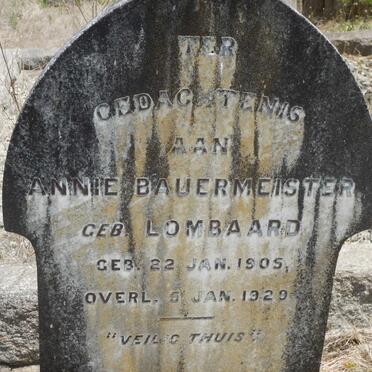 TER
GEDACHTENIS
AAN
ANNIE BAUERMEISTER
GEB. LOMBAARD
GEB. 22 JAN. 1905,
OVERL. 5 JAN. 1929
"VEILIG THUIS"